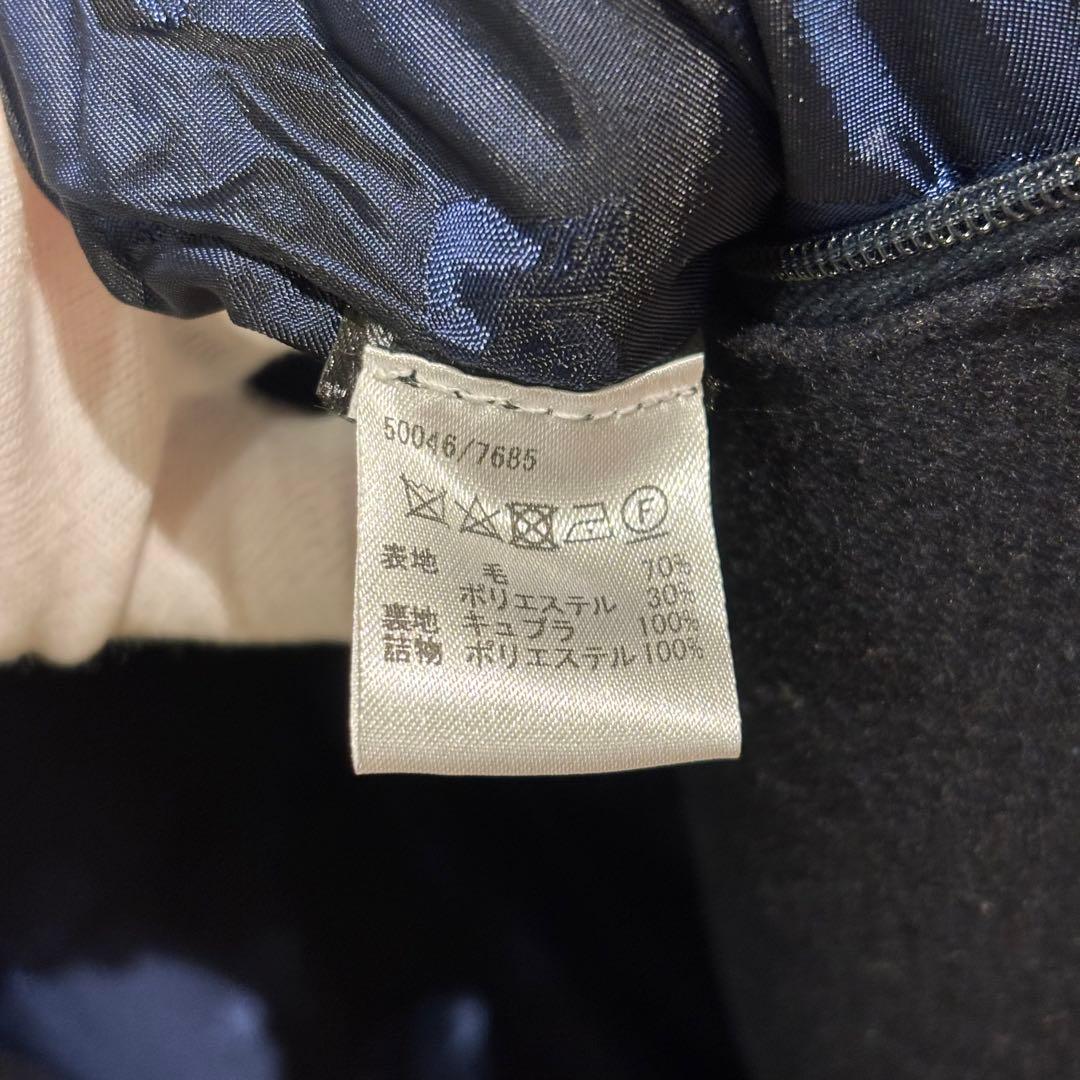 50046/7685
F
表地 毛 70%
ポリエステル 30%
裏地 キュプラ 100%
詰物 ポリエステル 100%